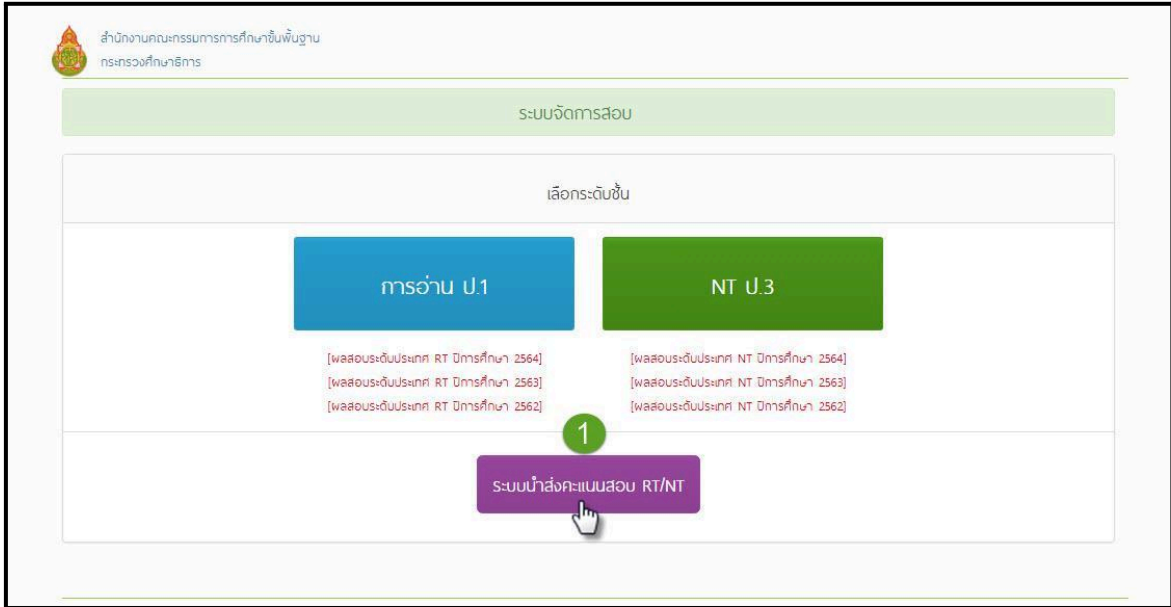 สำนักงานคณะกรรมการการศึกษาขั้นพื้นฐาน
กระทรวงศึกษาธิการ
ระบบจัดการสอบ
เลือกระดับชั้น
การอ่าน ป.1
NT ป.3
[ผลสอบระดับประเทศ RT ปีการศึกษา 2564]
[ผลสอบระดับประเทศ NT ปีการศึกษา 2564]
[ผลสอบระดับประเทศ RT ปีการศึกษา 2563]
[ผลสอบระดับประเทศ NT ปีการศึกษา 2563]
[ผลสอบระดับประเทศ RT ปีการศึกษา 2562]
[ผลสอบระดับประเทศ NT ปีการศึกษา 2562]
1
ระบบนำส่งคะแนนสอบ RT/NT